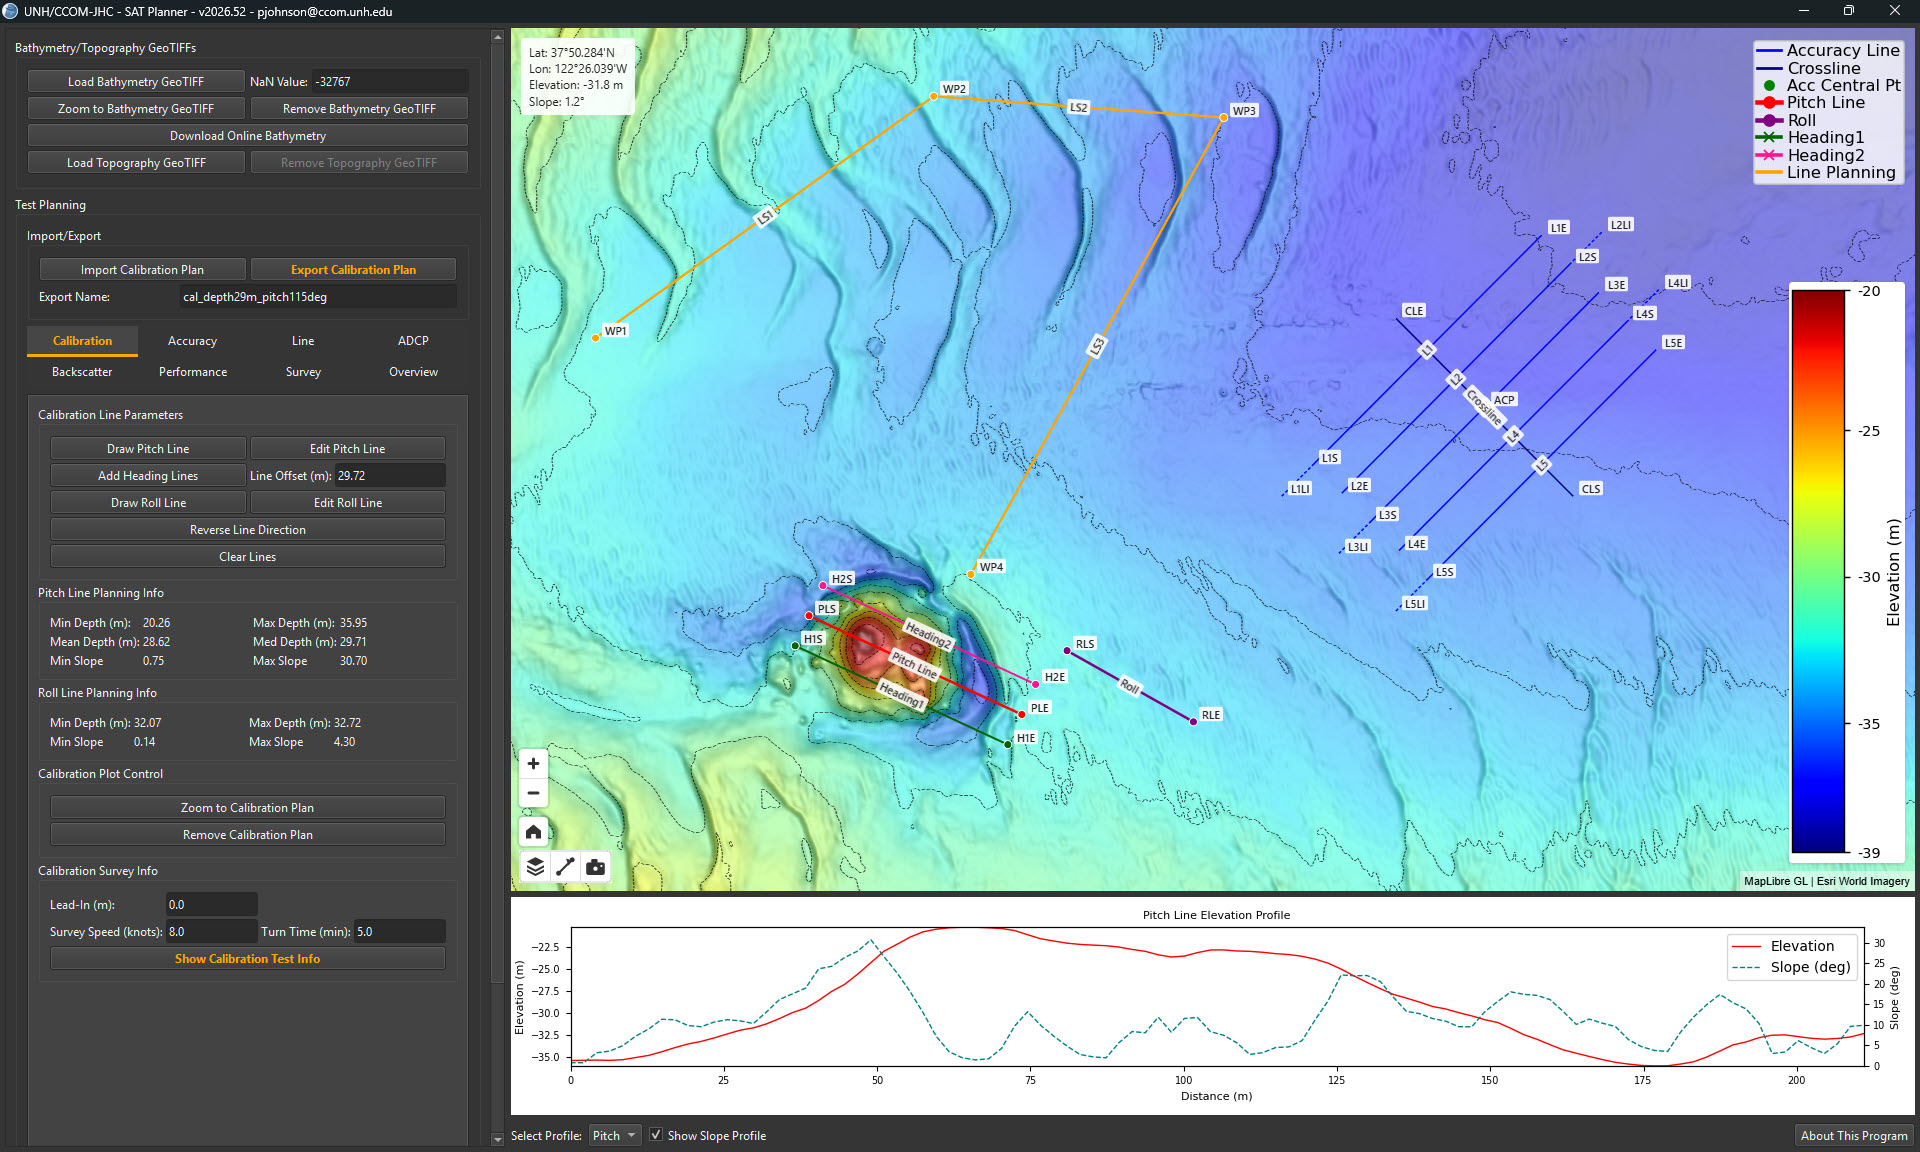 UNH/CCOM-JHC - SAT Planner - v2026.52 - pjohnson@ccom.unh.edu
Bathymetry/Topography GeoTIFFs
Load Bathymetry GeoTIFF NaN Value: -32767
Zoom to Bathymetry GeoTIFF Remove Bathymetry GeoTIFF
Download Online Bathymetry
Load Topography GeoTIFF Remove Topography GeoTIFF
Test Planning
Import/Export
Import Calibration Plan Export Calibration Plan
Export Name: cal_depth29m_pitch115deg
Calibration Accuracy Line ADCP
Backscatter Performance Survey Overview
Calibration Line Parameters
Draw Pitch Line Edit Pitch Line
Add Heading Lines Line Offset (m): 29.72
Draw Roll Line Edit Roll Line
Reverse Line Direction
Clear Lines
Pitch Line Planning Info
Min Depth (m): 20.26 Max Depth (m): 35.95
Mean Depth (m): 28.62 Med Depth (m): 29.71
Min Slope 0.75 Max Slope 30.70
Roll Line Planning Info
Min Depth (m): 32.07 Max Depth (m): 32.72
Min Slope 0.14 Max Slope 4.30
Calibration Plot Control
Zoom to Calibration Plan
Remove Calibration Plan
Calibration Survey Info
Lead-In (m): 0.0
Survey Speed (knots): 8.0 Turn Time (min): 5.0
Show Calibration Test Info
Lat: 37°50.284'N
Lon: 122°26.039'W
Elevation: -31.8 m
Slope: 1.2°
WP2
LS2
WP3
LS1
WP1
LS3
WP4
Accuracy Line
Crossline
Acc Central Pt
Pitch Line
Roll
Heading1
Heading2
Line Planning
L1E
L2LI
L2S
L3E
L4LI
L4S
L5E
CLE
L1
L2
Crossline
ACP
L4
L5
CLS
L1S
L1LI
L2E
L3S
L3LI
L4E
L5S
L5LI
H2S
PLS
H1S
Heading2
Pitch Line
Heading1
H2E
PLE
H1E
RLS
Roll
RLE
-20
-25
-30
-35
-39
Elevation (m)
+
−
MapLibre GL | Esri World Imagery
Pitch Line Elevation Profile
Elevation (m)
−22.5
−25.0
−27.5
−30.0
−32.5
−35.0
Elevation
Slope (deg)
30
25
20
15
10
5
0
Slope (deg)
0 25 50 75 100 125 150 175 200
Distance (m)
Select Profile: Pitch Show Slope Profile
About This Program